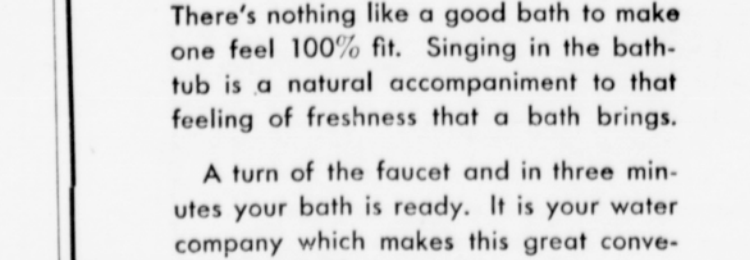 There's nothing like a good bath to make
one feel 100% fit. Singing in the bath-
tub is a natural accompaniment to that
feeling of freshness that a bath brings.
A turn of the faucet and in three min-
utes your bath is ready. It is your water
company which makes this great conve-